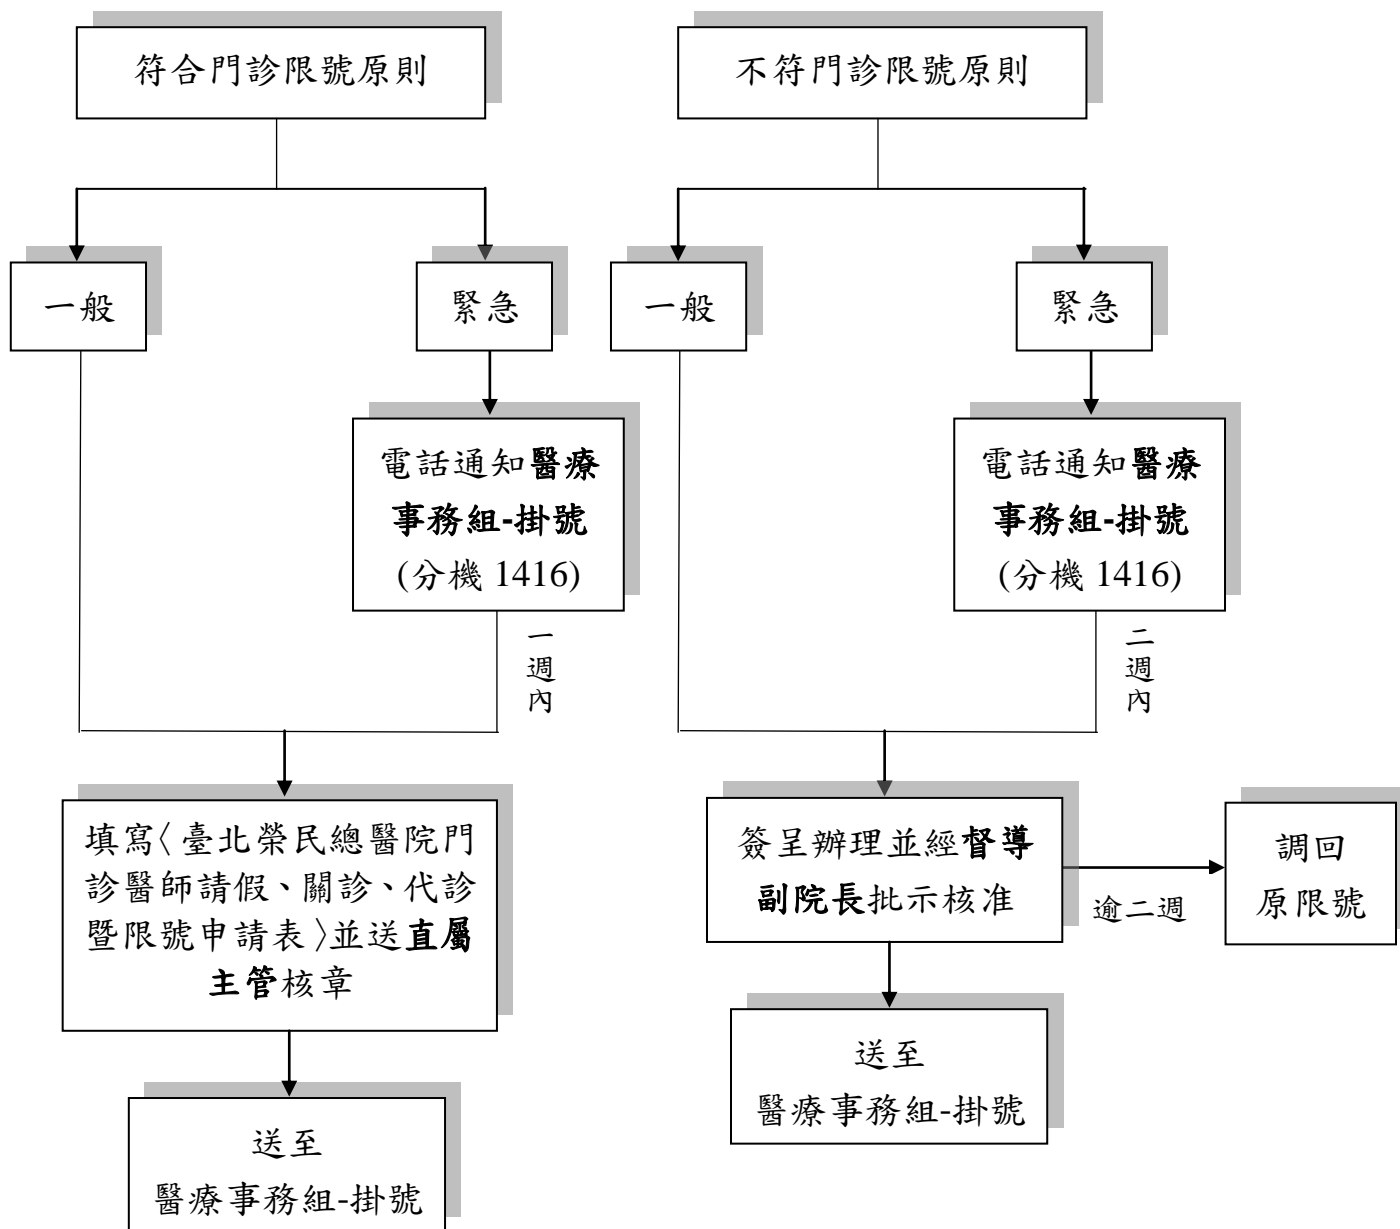 符合門診限號原則
不符門診限號原則
一般
緊急
一般
緊急
電話通知醫療
事務組-掛號
(分機 1416)
電話通知醫療
事務組-掛號
(分機 1416)
一週內
二週內
填寫〈臺北榮民總醫院門
診醫師請假、關診、代診
暨限號申請表〉並送直屬
主管核章
簽呈辦理並經督導
副院長批示核准
逾二週
調回
原限號
送至
醫療事務組-掛號
送至
醫療事務組-掛號